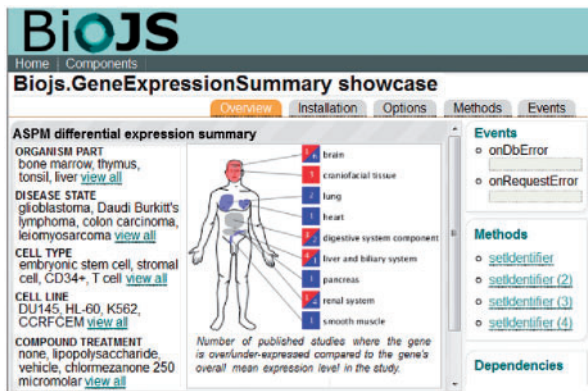 BioJS
Home Components
Biojs.GeneExpressionSummary showcase
Overview Installation Options Methods Events
ASPM differential expression summary
ORGANISM PART
bone marrow, thymus,
tonsil, liver view all
DISEASE STATE
glioblastoma, Daudi Burkitt's
lymphoma, colon carcinoma,
leiomyosarcoma view all
CELL TYPE
embryonic stem cell, stromal
cell, CD34+, T cell view all
CELL LINE
DU145, HL-60, K562,
CCRFCEM view all
COMPOUND TREATMENT
none, lipopolysaccharide,
vehicle, chlormezanone 250
micromolar view all
brain
3 craniofacial tissue
2 lung
1 heart
digestive system component
liver and biliary system
1 pancreas
renal system
1 smooth muscle
Number of published studies where the gene
is over/under-expressed compared to the gene's
overall mean expression level in the study.
Events
onDbError
onRequestError
Methods
setIdentifier
setIdentifier (2)
setIdentifier (3)
setIdentifier (4)
Dependencies